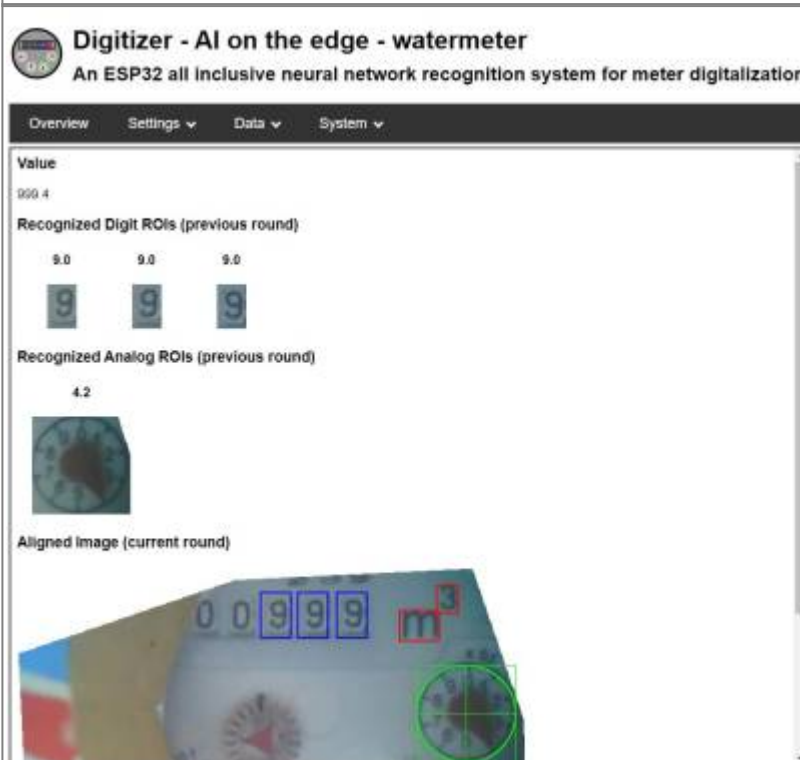 Digitizer - AI on the edge - watermeter
An ESP32 all inclusive neural network recognition system for meter digitalization
Overview Settings Data System
Value
999.4
Recognized Digit ROIs (previous round)
9.0 9.0 9.0
9 9 9
Recognized Analog ROIs (previous round)
4.2
Aligned Image (current round)
0 0 9 9 9 m3